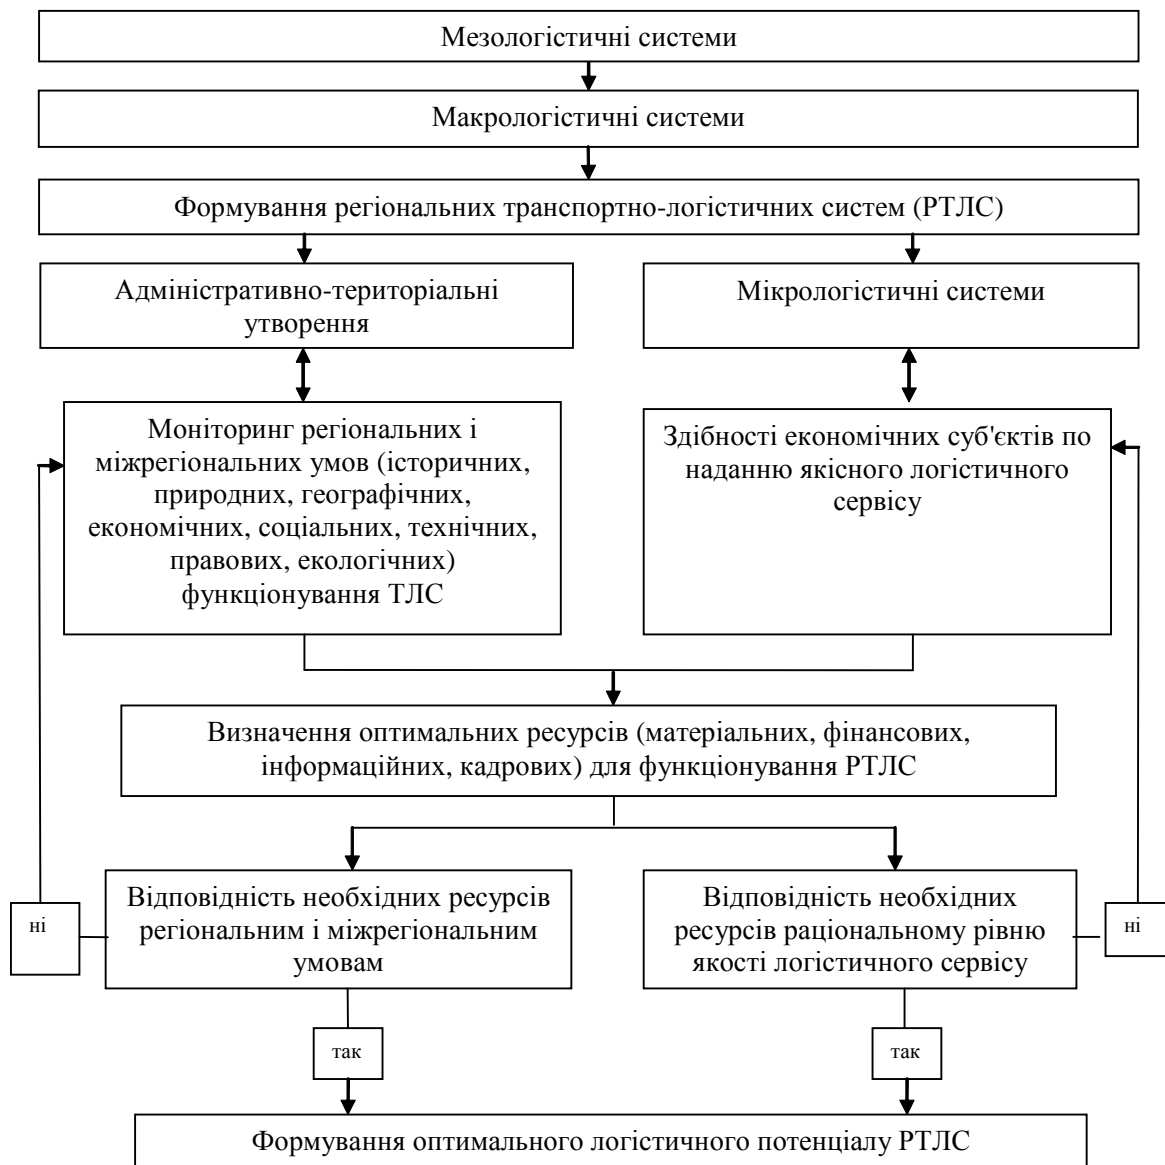 Мезологістичні системи
Макрологістичні системи
Формування регіональних транспортно-логістичних систем (РТЛС)
Адміністративно-територіальні
утворення
Мікрологістичні системи
Моніторинг регіональних і
міжрегіональних умов (історичних,
природних, географічних,
економічних, соціальних, технічних,
правових, екологічних)
функціонування ТЛС
Здібності економічних суб'єктів по
наданню якісного логістичного
сервісу
Визначення оптимальних ресурсів (матеріальних, фінансових,
інформаційних, кадрових) для функціонування РТЛС
ні
Відповідність необхідних ресурсів
регіональним і міжрегіональним
умовам
Відповідність необхідних
ресурсів раціональному рівню
якості логістичного сервісу
ні
так
так
Формування оптимального логістичного потенціалу РТЛС